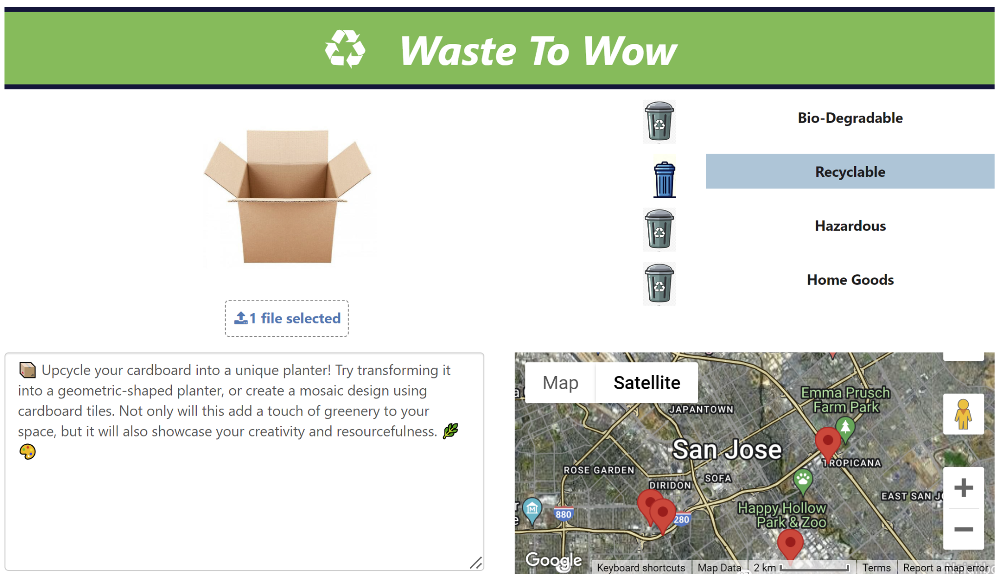 Waste To Wow
Bio-Degradable
Recyclable
Hazardous
Home Goods
1 file selected
📦 Upcycle your cardboard into a unique planter! Try transforming it
into a geometric-shaped planter, or create a mosaic design using
cardboard tiles. Not only will this add a touch of greenery to your
space, but it will also showcase your creativity and resourcefulness. 🌿
🎨
Map
Satellite
JAPANTOWN
Emma Prusch
Farm Park
San Jose
TROPICANA
ROSE GARDEN
SOFA
DIRIDON
EAST SAN JO
Happy Hollow
Park & Zoo
880
280
Google
Keyboard shortcuts
Map Data
2 km
Terms
Report a map error